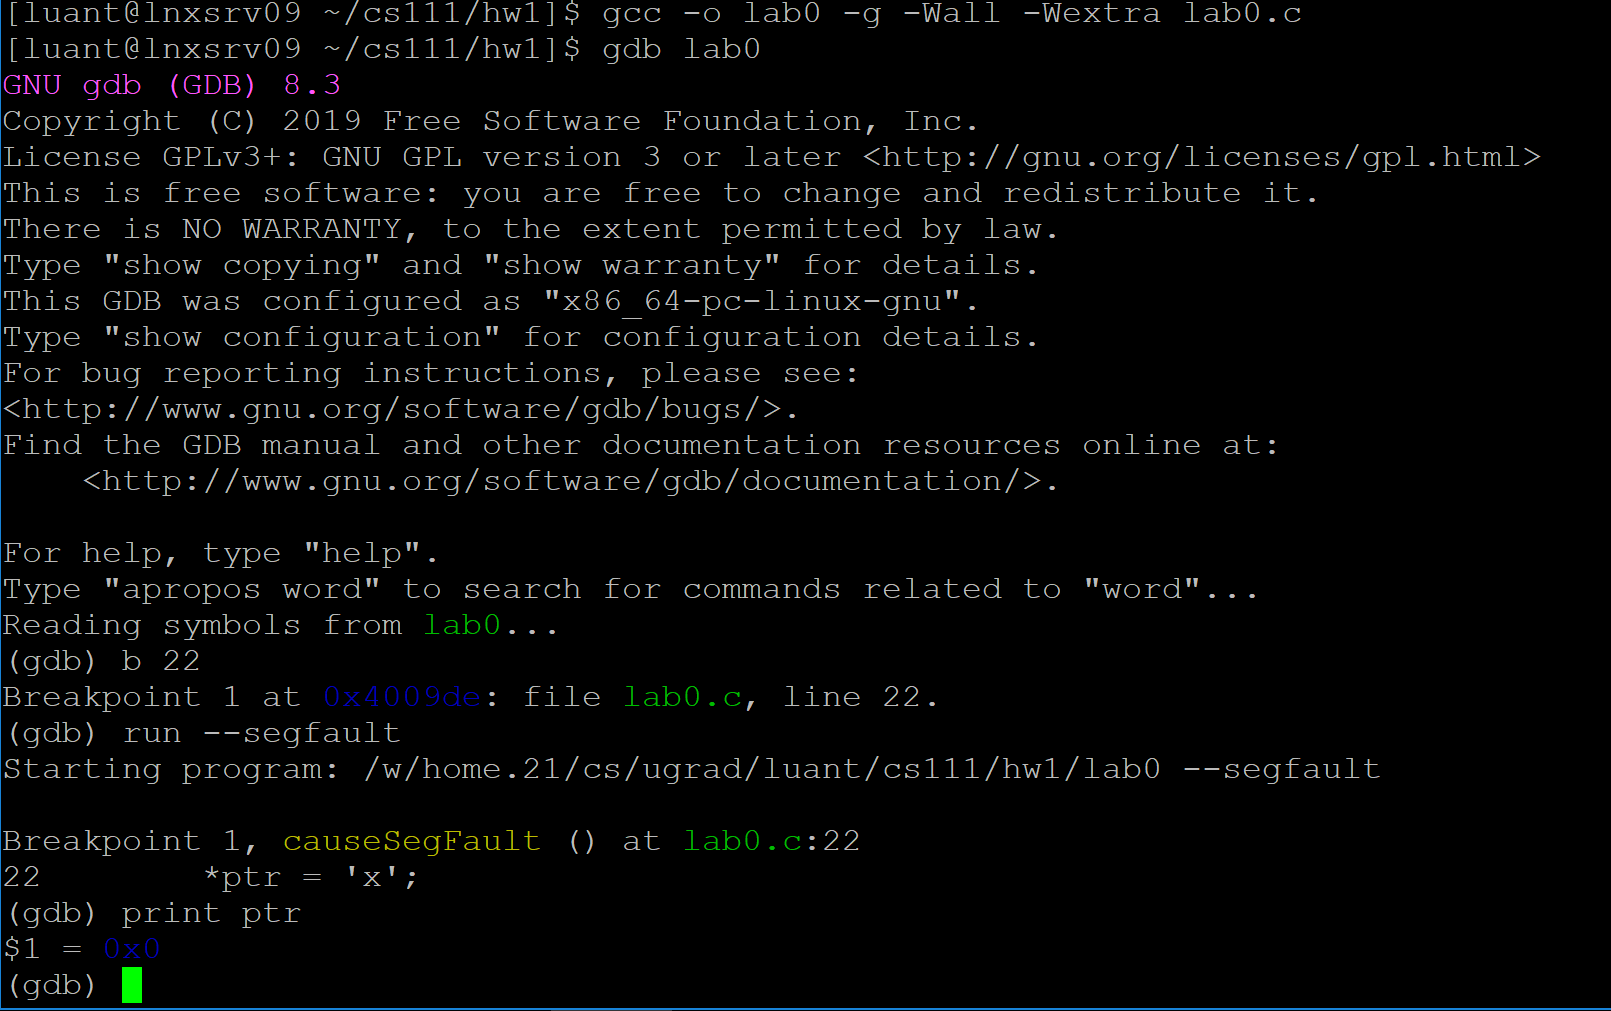 [luant@lnxsrv09 ~/cs111/hw1]$ gcc -o lab0 -g -Wall -Wextra lab0.c
[luant@lnxsrv09 ~/cs111/hw1]$ gdb lab0
GNU gdb (GDB) 8.3
Copyright (C) 2019 Free Software Foundation, Inc.
License GPLv3+: GNU GPL version 3 or later <http://gnu.org/licenses/gpl.html>
This is free software: you are free to change and redistribute it.
There is NO WARRANTY, to the extent permitted by law.
Type "show copying" and "show warranty" for details.
This GDB was configured as "x86_64-pc-linux-gnu".
Type "show configuration" for configuration details.
For bug reporting instructions, please see:
<http://www.gnu.org/software/gdb/bugs/>.
Find the GDB manual and other documentation resources online at:
    <http://www.gnu.org/software/gdb/documentation/>.

For help, type "help".
Type "apropos word" to search for commands related to "word"...
Reading symbols from lab0...
(gdb) b 22
Breakpoint 1 at 0x4009de: file lab0.c, line 22.
(gdb) run --segfault
Starting program: /w/home.21/cs/ugrad/luant/cs111/hw1/lab0 --segfault

Breakpoint 1, causeSegFault () at lab0.c:22
22        *ptr = 'x';
(gdb) print ptr
$1 = 0x0
(gdb)